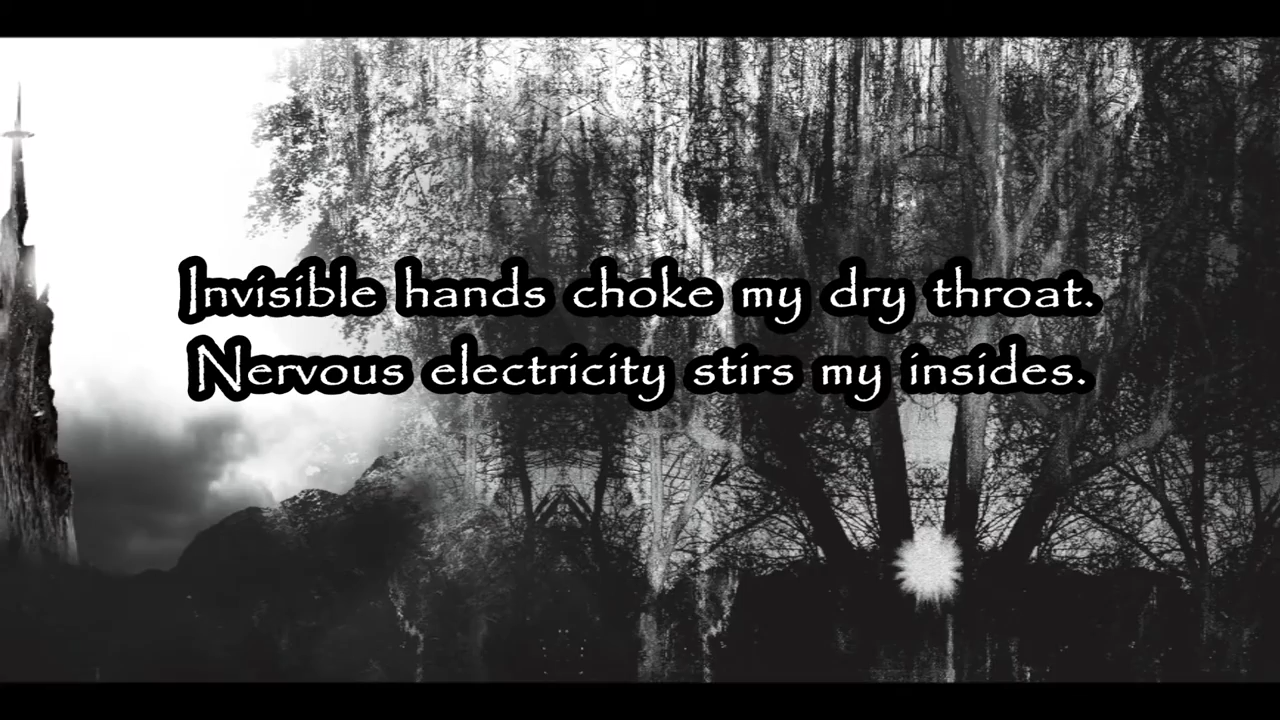 Invisible hands choke my dry throat.
Nervous electricity stirs my insides.